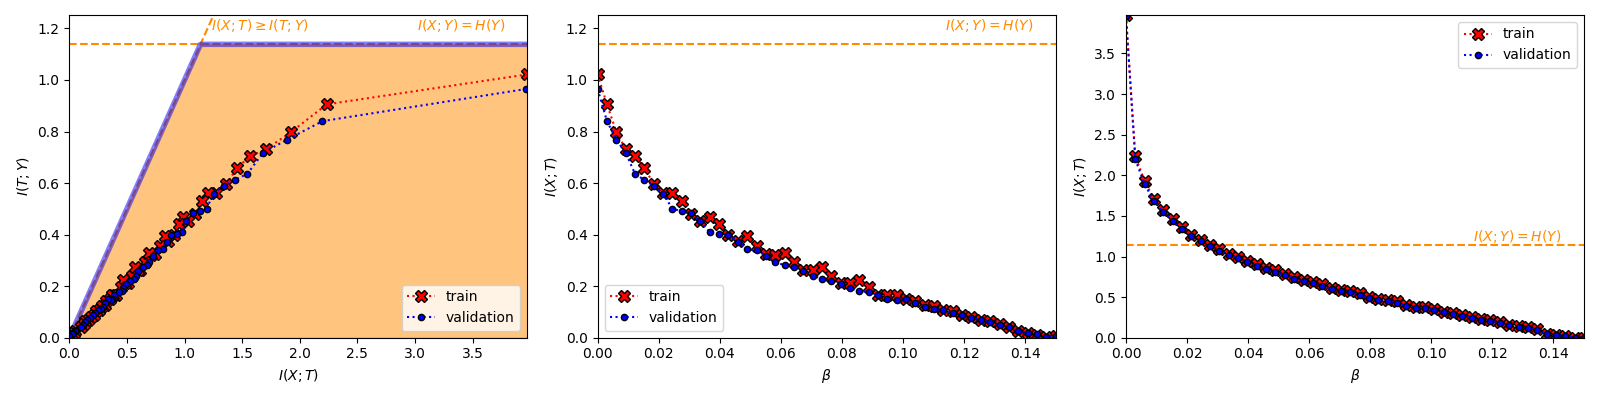 1.2
1.0
0.8
0.6
0.4
0.2
0.0
I(T; Y)
I(X; T) ≥ I(T; Y)
I(X; Y) = H(Y)
train
validation
0.0 0.5 1.0 1.5 2.0 2.5 3.0 3.5
I(X; T)
1.2
1.0
0.8
0.6
0.4
0.2
0.0
I(X; T)
I(X; Y) = H(Y)
train
validation
0.00 0.02 0.04 0.06 0.08 0.10 0.12 0.14
β
3.5
3.0
2.5
2.0
1.5
1.0
0.5
0.0
I(X; T)
train
validation
I(X; Y) = H(Y)
0.00 0.02 0.04 0.06 0.08 0.10 0.12 0.14
β